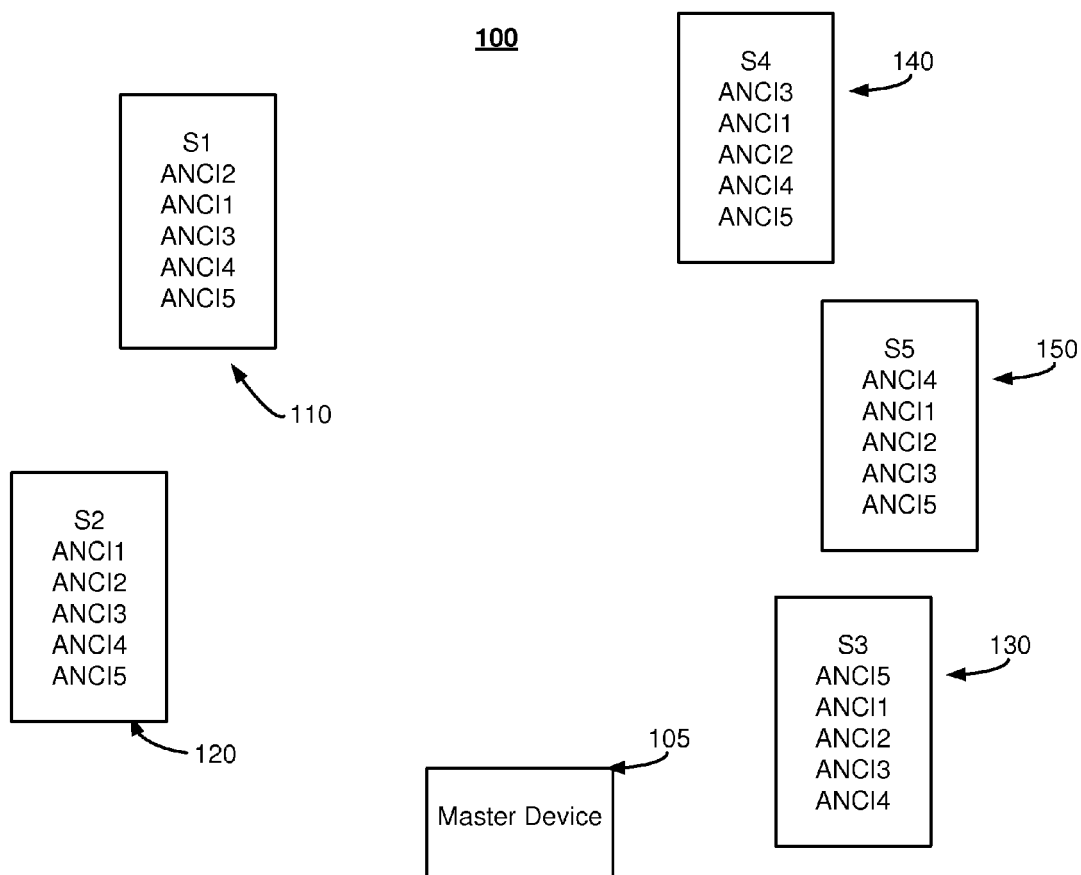 100
S4
ANCI3
ANCI1
ANCI2
ANCI4
ANCI5
140
S1
ANCI2
ANCI1
ANCI3
ANCI4
ANCI5
110
S5
ANCI4
ANCI1
ANCI2
ANCI3
ANCI5
150
S2
ANCI1
ANCI2
ANCI3
ANCI4
ANCI5
120
S3
ANCI5
ANCI1
ANCI2
ANCI3
ANCI4
130
105
Master Device